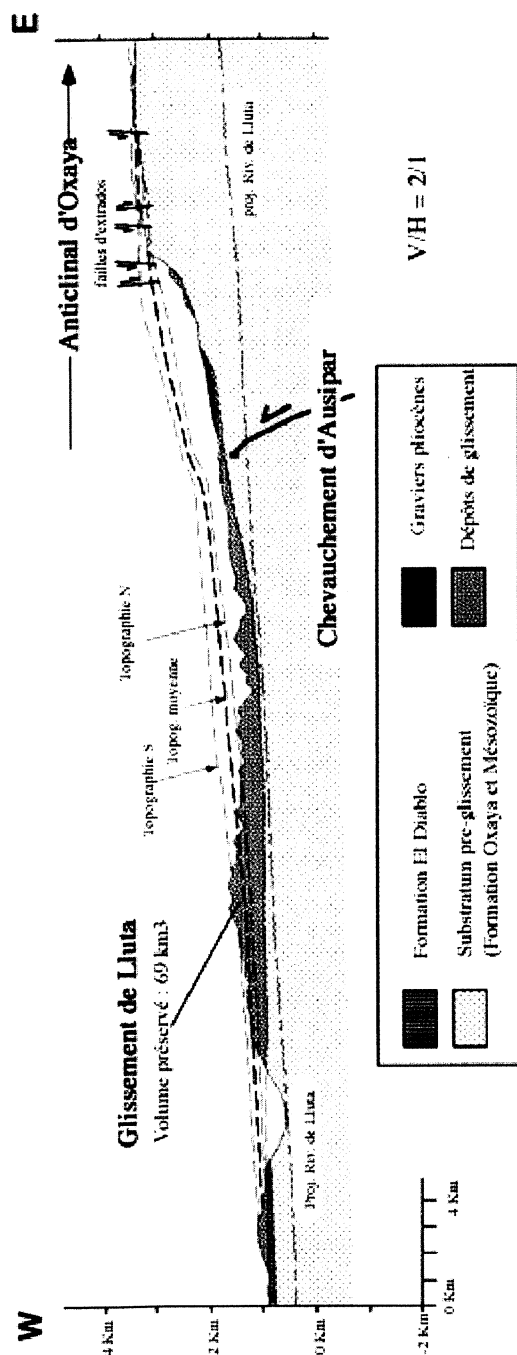 W
E
Anticlinal d'Oxaya
failles d'extrados
Glissement de Lluta
Volume préservé : 69 km3
Topographie S
Topog. moyenne
Topographie N
proj. Riv. de Lluta
Proj. Riv. de Lluta
Chevauchement d'Ausipar
V/H = 2/1
4 Km
2 Km
0 Km
-2 Km
0 Km
4 Km
Formation El Diablo
Graviers pliocènes
Substratum pre-glissement
(Formation Oxaya et Mésozoïque)
Dépôts de glissement